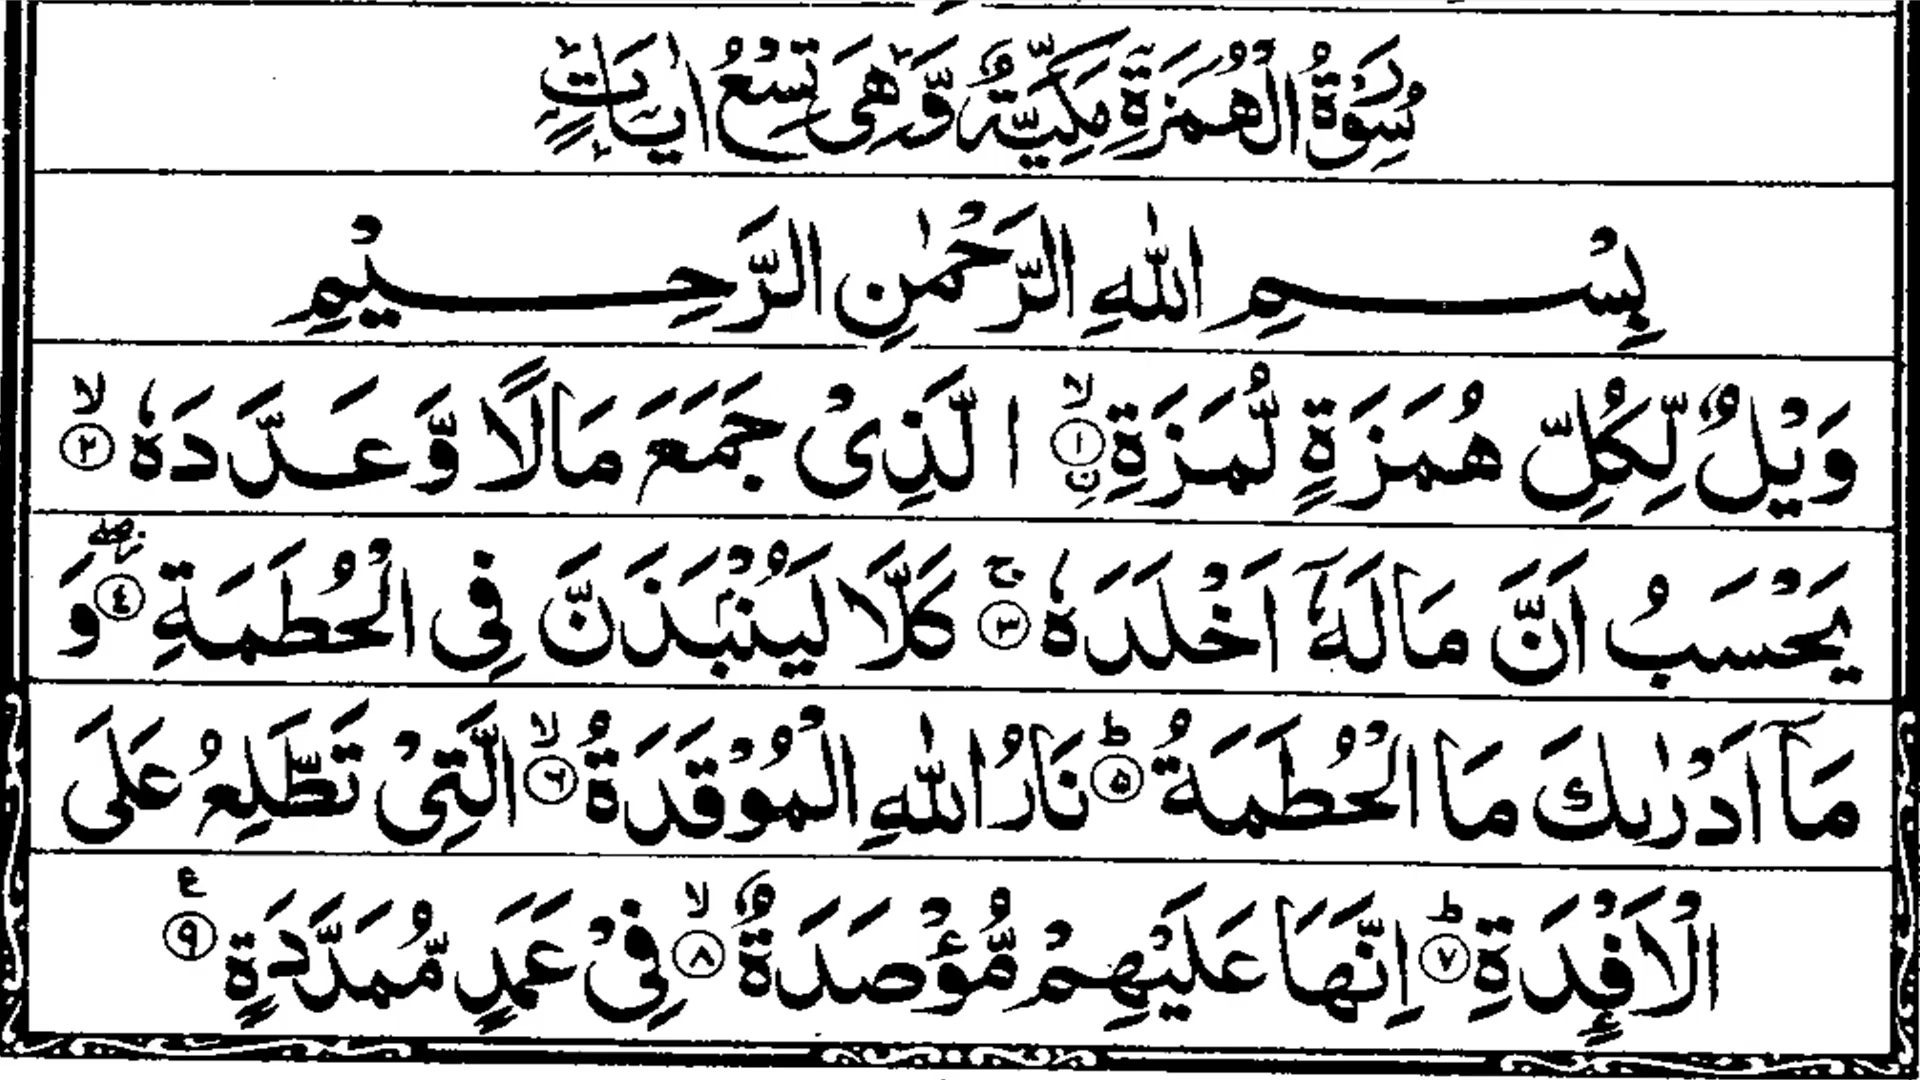 سُوْرَةُ الْهُمَزَةِ مَكِّيَّةٌ وَّهِیَ تِسْعُ اٰیَاتٍ
بِسْمِ اللّٰهِ الرَّحْمٰنِ الرَّحِیْمِ
وَیْلٌ لِّكُلِّ هُمَزَةٍ لُّمَزَةِ ۙ﴿۱﴾ ن ِ الَّذِیْ جَمَعَ مَالًا وَّ عَدَّدَهٗ ۙ﴿۲﴾
یَحْسَبُ اَنَّ مَالَهٗۤ اَخْلَدَهٗ ۚ﴿۳﴾ كَلَّا لَیُنْۢبَذَنَّ فِی الْحُطَمَةِ ۖ﴿۴﴾ وَ
مَاۤ اَدْرٰىكَ مَا الْحُطَمَةُ ؕ﴿۵﴾ نَارُ اللّٰهِ الْمُوْقَدَةُ ۙ﴿۶﴾ الَّتِیْ تَطَّلِعُ عَلَی
الْاَفْـِٕدَةِ ؕ﴿۷﴾ اِنَّهَا عَلَیْهِمْ مُّؤْصَدَةٌ ۙ﴿۸﴾ فِیْ عَمَدٍ مُّمَدَّدَةٍ ﴿۹﴾ ع